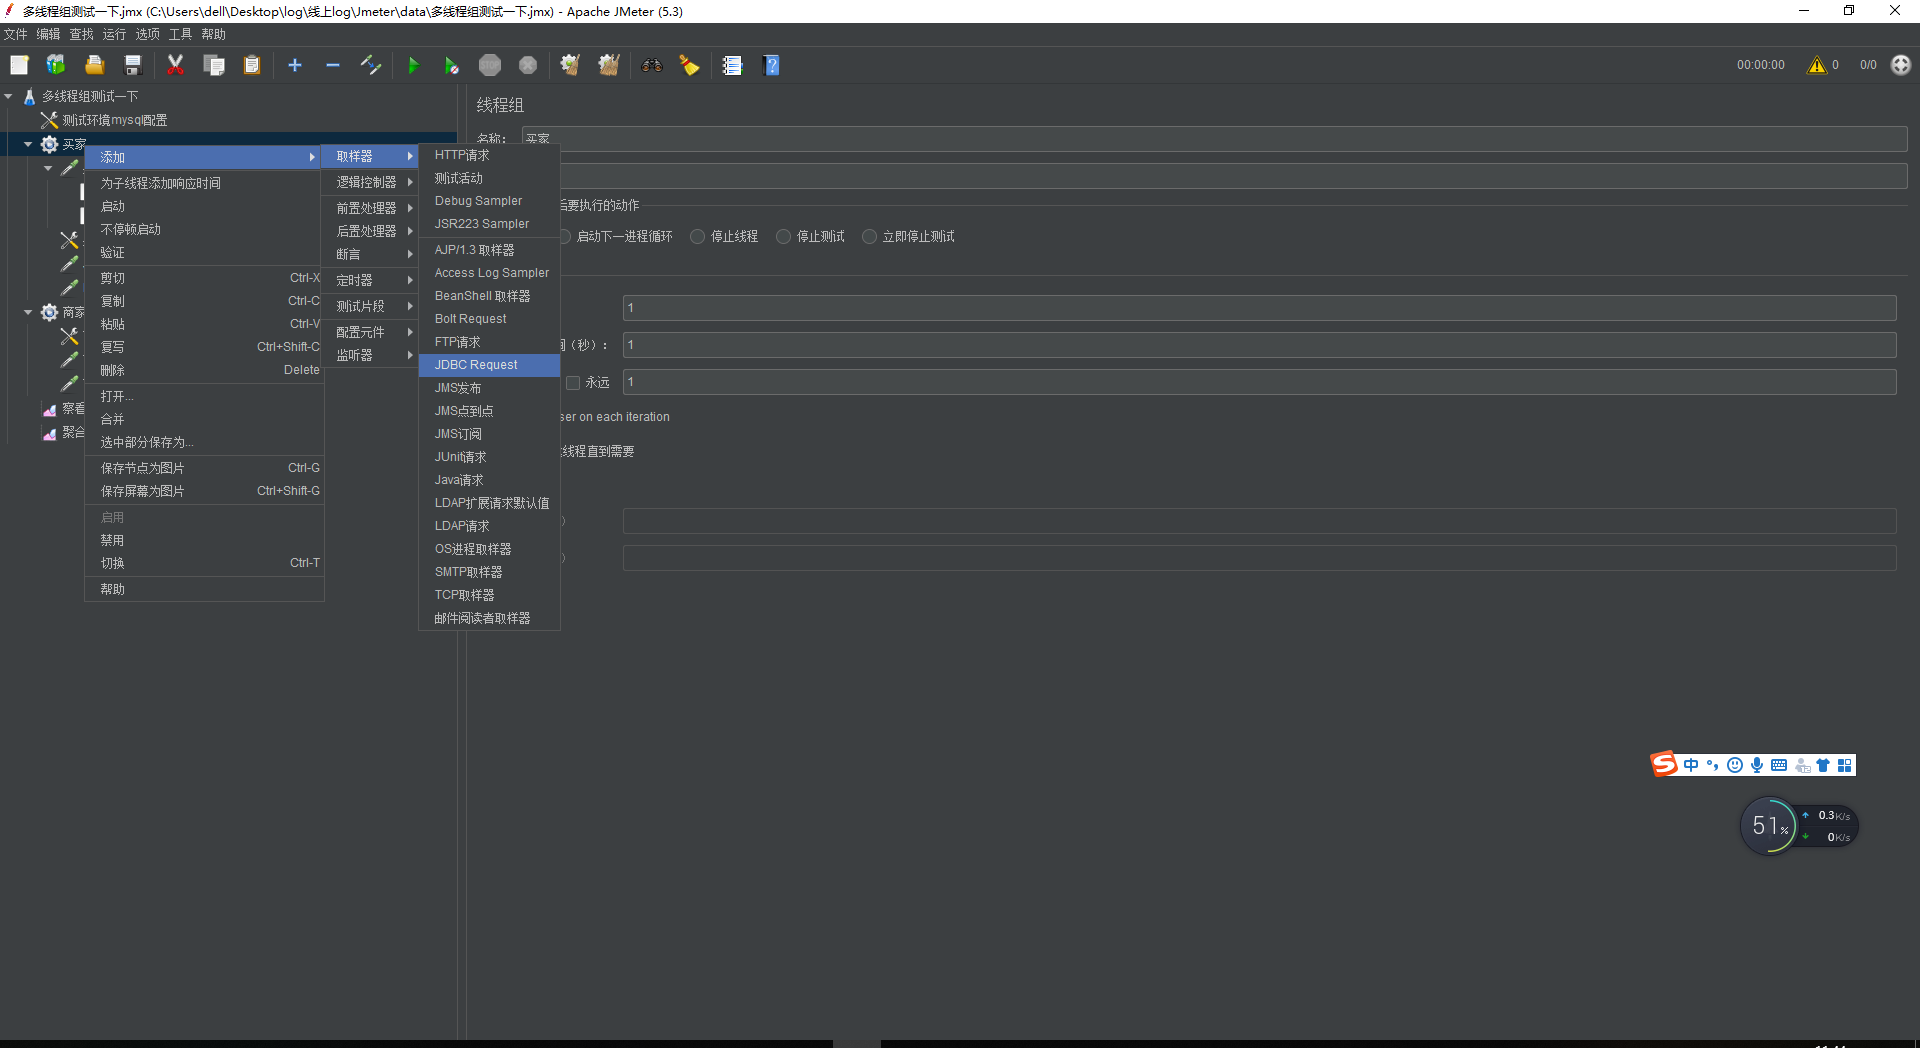 多线程组测试一下.jmx (C:\Users\dell\Desktop\log\线上log\Jmeter\data\多线程组测试一下.jmx) - Apache JMeter (5.3)
文件 编辑 查找 运行 选项 工具 帮助
00:00:00 0 0/0
多线程组测试一下
测试环境mysql配置
买家
商家
察看
聚合
添加
为子线程添加响应时间
启动
不停顿启动
验证
剪切 Ctrl-X
复制 Ctrl-C
粘贴 Ctrl-V
复写 Ctrl+Shift-C
删除 Delete
打开...
合并
选中部分保存为...
保存节点为图片 Ctrl-G
保存屏幕为图片 Ctrl+Shift-G
启用
禁用
切换 Ctrl-T
帮助
取样器
逻辑控制器
前置处理器
后置处理器
断言
定时器
测试片段
配置元件
监听器
HTTP请求
测试活动
Debug Sampler
JSR223 Sampler
AJP/1.3 取样器
Access Log Sampler
BeanShell 取样器
Bolt Request
FTP请求
JDBC Request
JMS发布
JMS点到点
JMS订阅
JUnit请求
Java请求
LDAP扩展请求默认值
LDAP请求
OS进程取样器
SMTP取样器
TCP取样器
邮件阅读者取样器
线程组
名称： 买家
后要执行的动作
启动下一进程循环 停止线程 停止测试 立即停止测试
1
（秒）： 1
永远 1
ser on each iteration
线程直到需要
）
）
中
51% 0.3K/s
0K/s